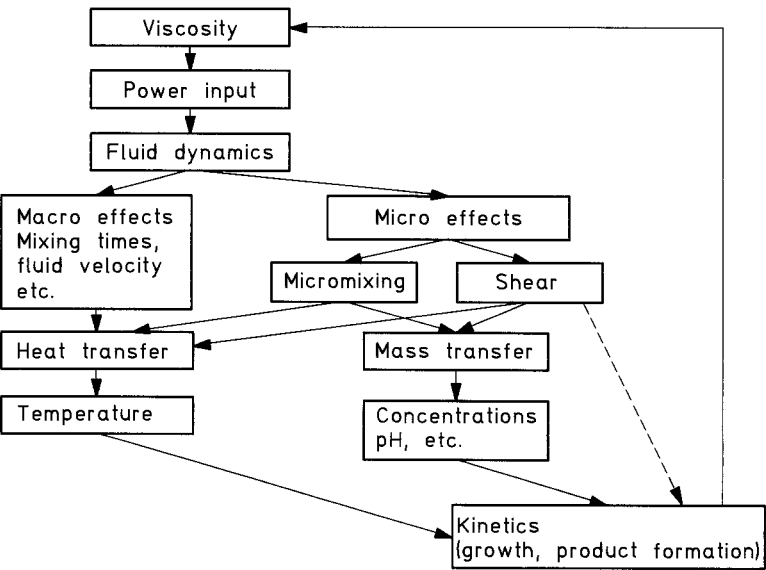 Viscosity
Power input
Fluid dynamics
Macro effects
Mixing times,
fluid velocity
etc.
Micro effects
Micromixing
Shear
Heat transfer
Mass transfer
Temperature
Concentrations
pH, etc.
Kinetics
(growth, product formation)